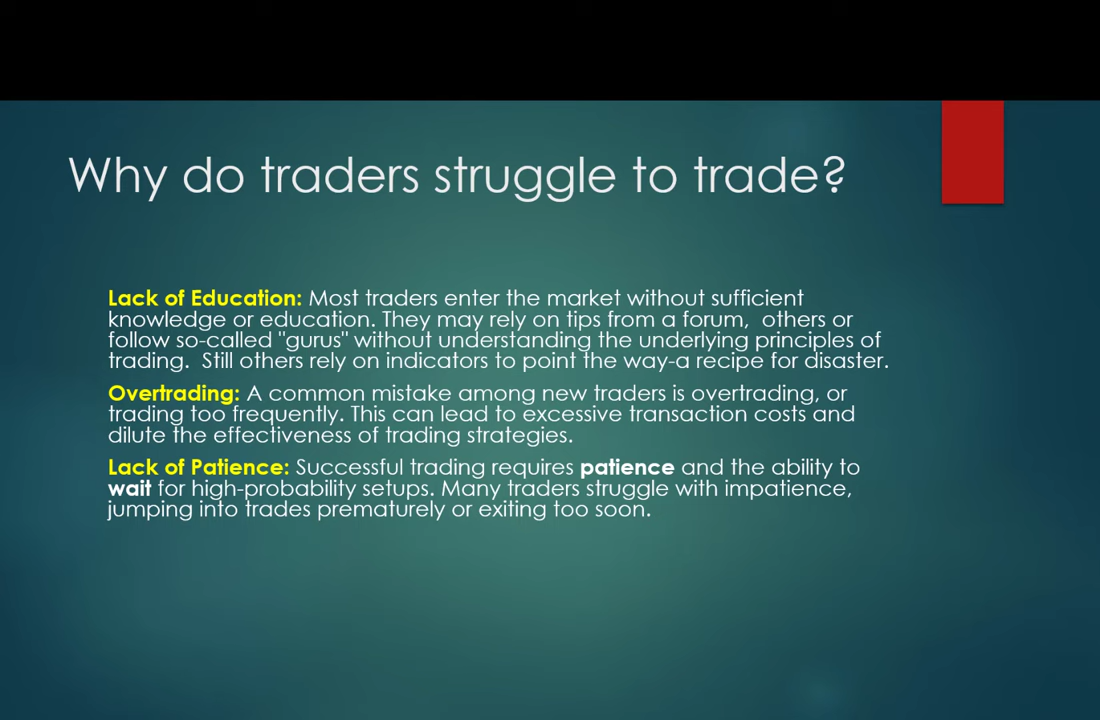 Why do traders struggle to trade?
Lack of Education: Most traders enter the market without sufficient
knowledge or education. They may rely on tips from a forum,  others or
follow so-called "gurus" without understanding the underlying principles of
trading.  Still others rely on indicators to point the way-a recipe for disaster.
Overtrading: A common mistake among new traders is overtrading, or
trading too frequently. This can lead to excessive transaction costs and
dilute the effectiveness of trading strategies.
Lack of Patience: Successful trading requires patience and the ability to
wait for high-probability setups. Many traders struggle with impatience,
jumping into trades prematurely or exiting too soon.